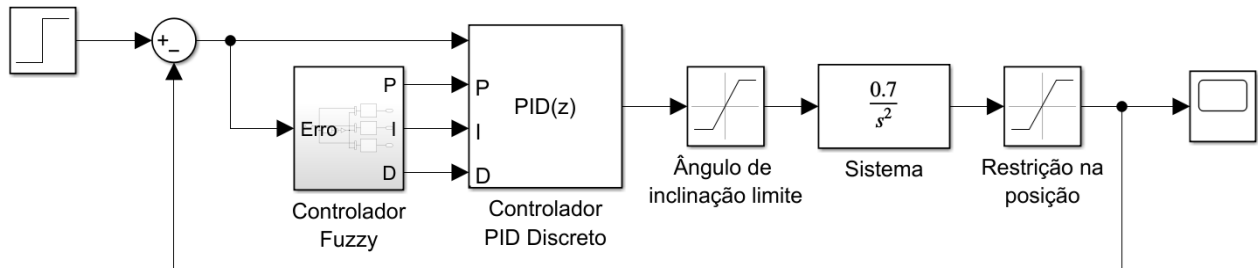 +
−
Erro
P
I
D
Controlador
Fuzzy
P
I
D
PID(z)
Controlador
PID Discreto
Ângulo de
inclinação limite
0.7
s²
Sistema
Restrição na
posição